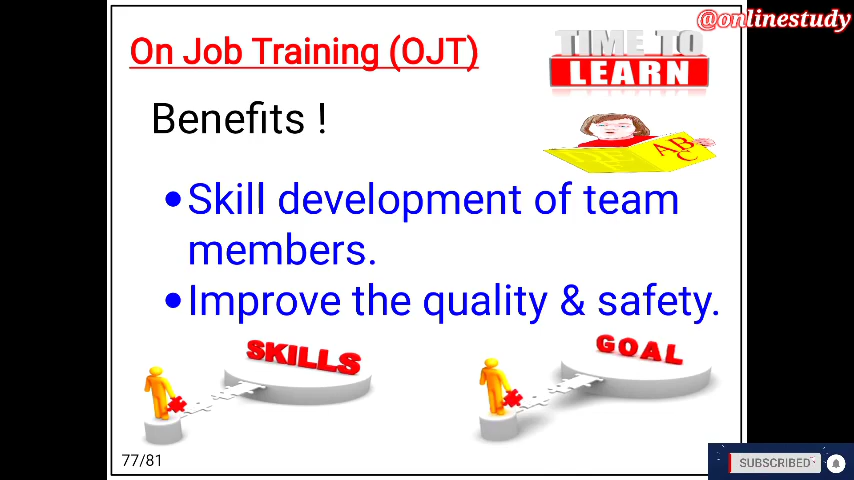 @onlinestudy
On Job Training (OJT)
TIME TO
LEARN
Benefits !
ABC
•Skill development of team
members.
•Improve the quality & safety.
SKILLS
GOAL
77/81
SUBSCRIBED